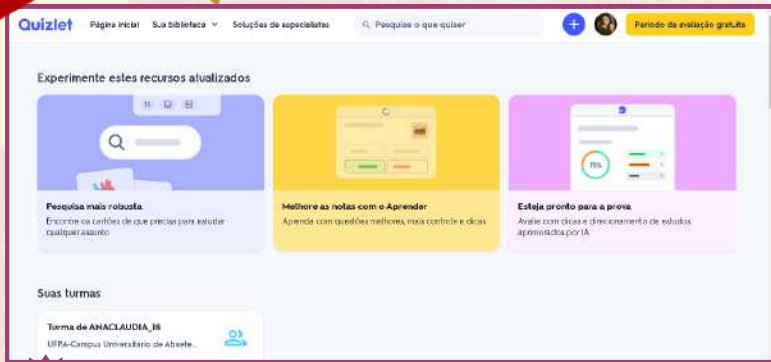 Quizlet Página inicial Sua biblioteca Soluções de especialistas Pesquise o que quiser Período da avaliação gratuita
Experimente estes recursos atualizados
Pesquisa mais robusta
Encontre os cartões de que precisa para estudar
qualquer assunto
Melhore as notas com o Aprender
Aprenda com questões melhores, mais controle e dicas
75%
Esteja pronto para a prova
Avalie com dicas e direcionamento de estudos
aprimorados por IA
Suas turmas
Turma de ANACLAUDIA_18
UFPA-Campus Universitário de Abaete...